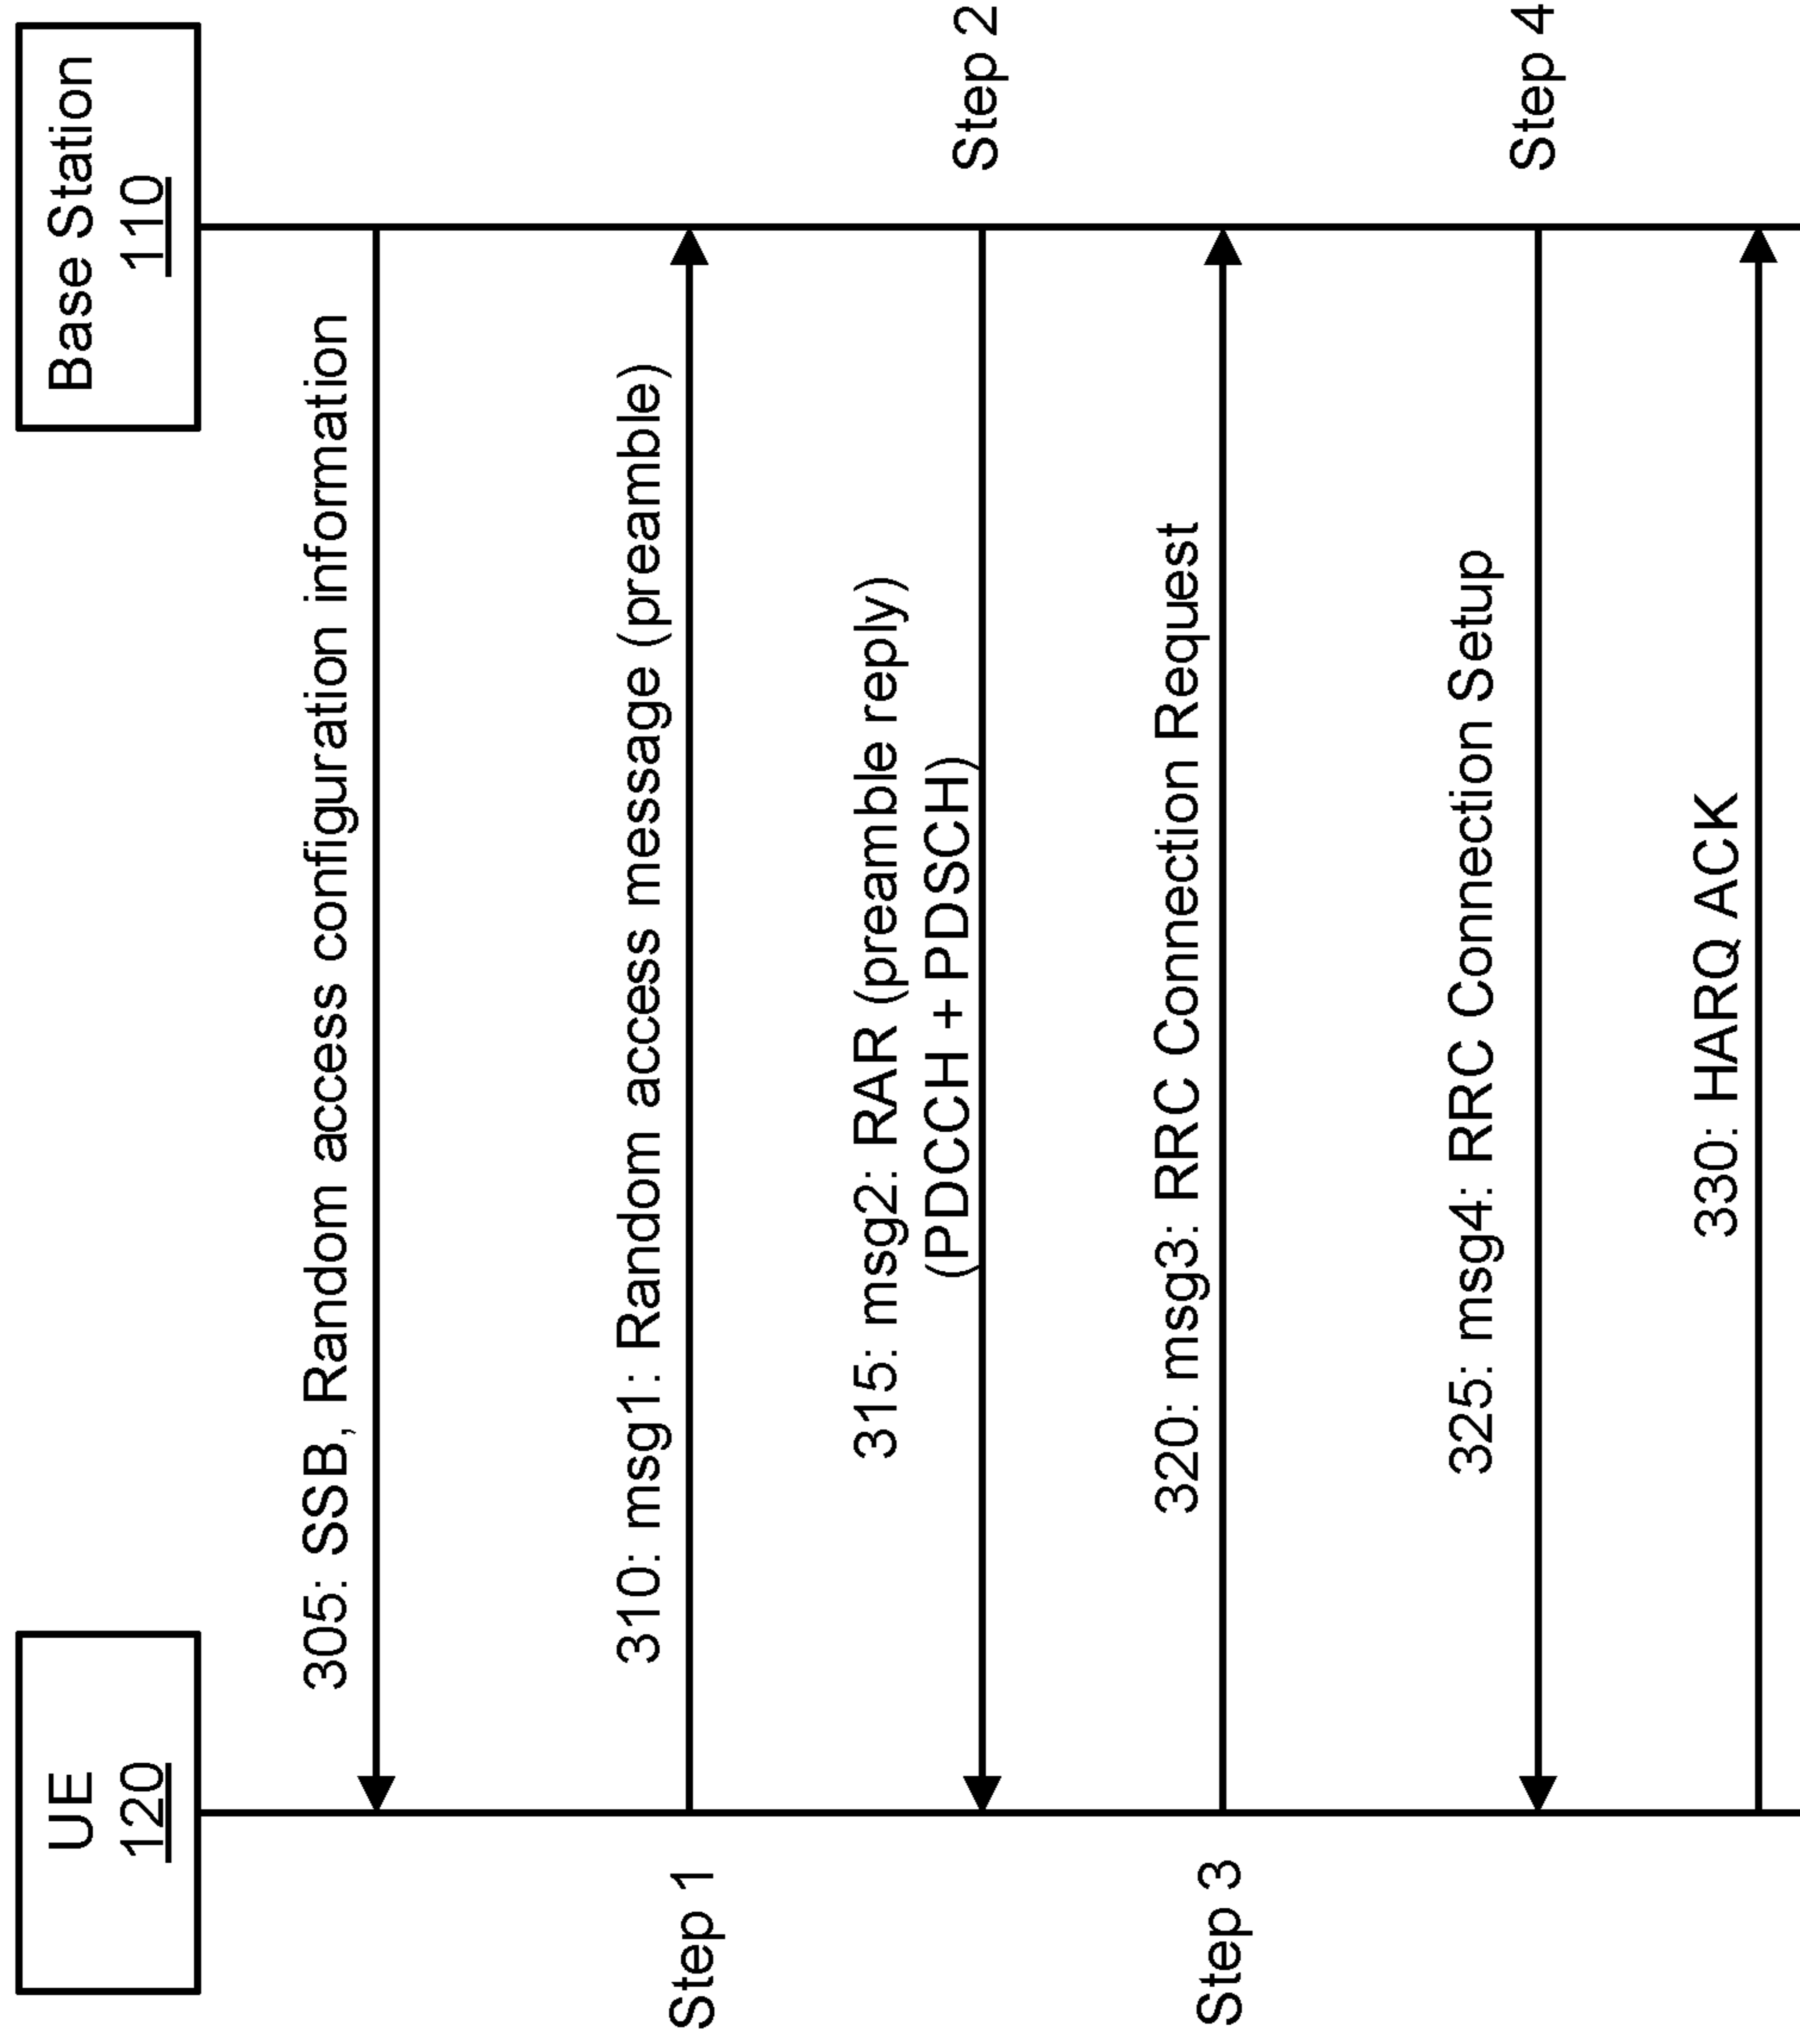 UE
120
Base Station
110
305: SSB, Random access configuration information
Step 1
310: msg1: Random access message (preamble)
315: msg2: RAR (preamble reply)
(PDCCH + PDSCH)
Step 2
Step 3
320: msg3: RRC Connection Request
325: msg4: RRC Connection Setup
Step 4
330: HARQ ACK